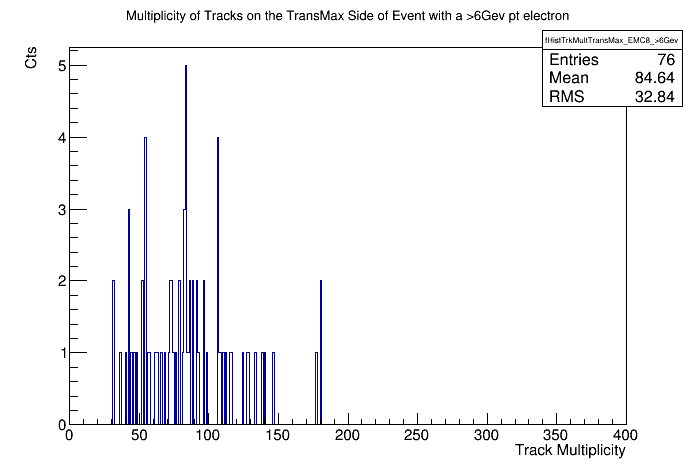 Multiplicity of Tracks on the TransMax Side of Event with a >6Gev pt electron
fHistTrkMultTransMax_EMC8_>6Gev
Entries 76
Mean 84.64
RMS 32.84
Cts
5
4
3
2
1
0
0 50 100 150 200 250 300 350 400
Track Multiplicity